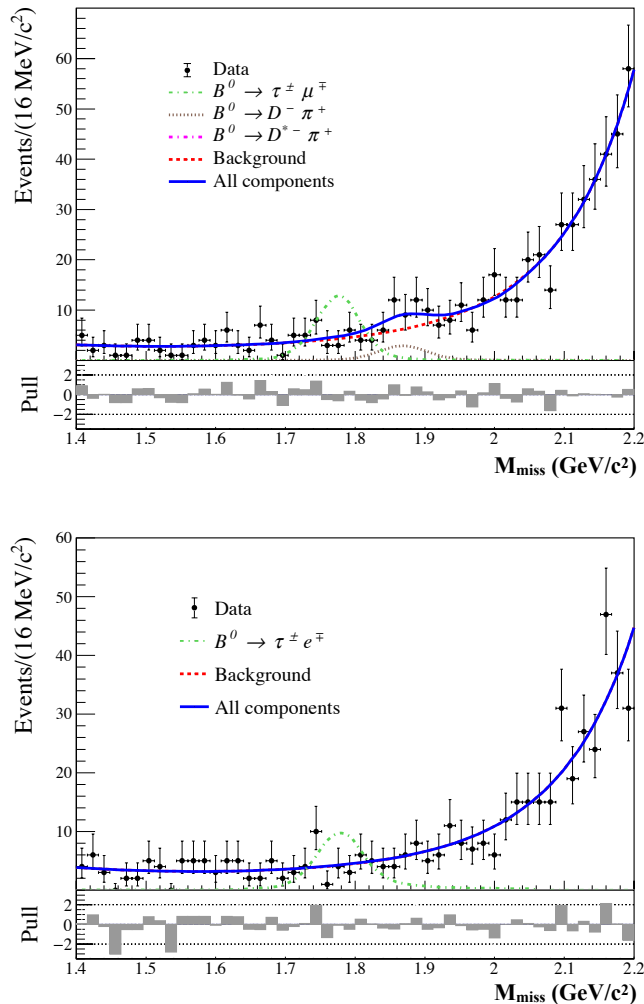 Events/(16 MeV/c²)
60
50
40
30
20
10
Data
B⁰ → τ± μ∓
B⁰ → D⁻ π⁺
B⁰ → D*⁻ π⁺
Background
All components
Pull
2
0
−2
1.4 1.5 1.6 1.7 1.8 1.9 2 2.1 2.2
M_miss (GeV/c²)
Events/(16 MeV/c²)
60
50
40
30
20
10
Data
B⁰ → τ± e∓
Background
All components
Pull
2
0
−2
1.4 1.5 1.6 1.7 1.8 1.9 2 2.1 2.2
M_miss (GeV/c²)